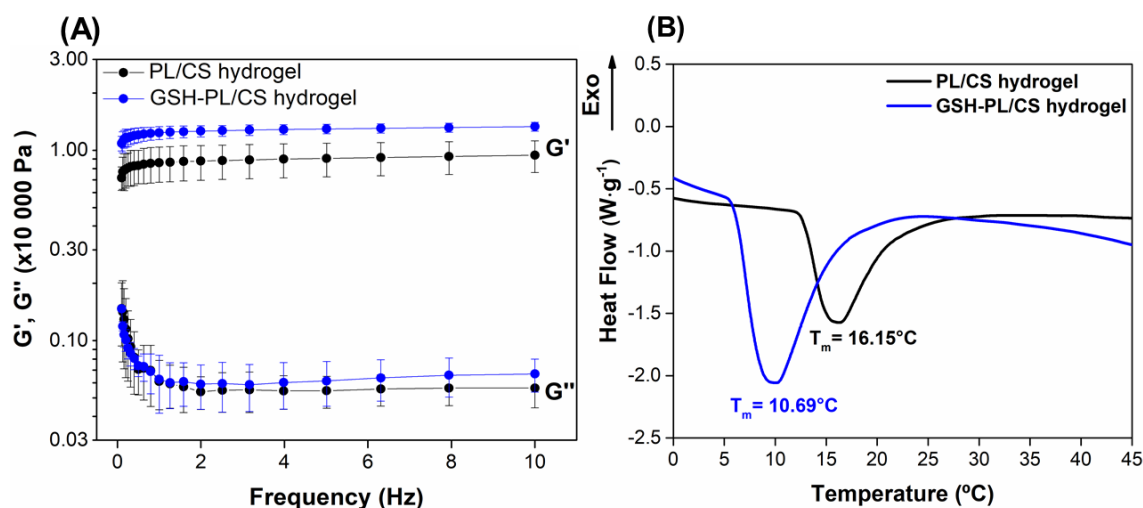 (A)
3.00
1.00
0.30
0.10
0.03
G', G'' (x10 000 Pa)
PL/CS hydrogel
GSH-PL/CS hydrogel
G'
G''
0 2 4 6 8 10
Frequency (Hz)
(B)
Exo
0.5
0.0
-0.5
-1.0
-1.5
-2.0
-2.5
Heat Flow (W·g⁻¹)
PL/CS hydrogel
GSH-PL/CS hydrogel
Tₘ = 16.15ºC
Tₘ = 10.69ºC
0 5 10 15 20 25 30 35 40 45
Temperature (ºC)